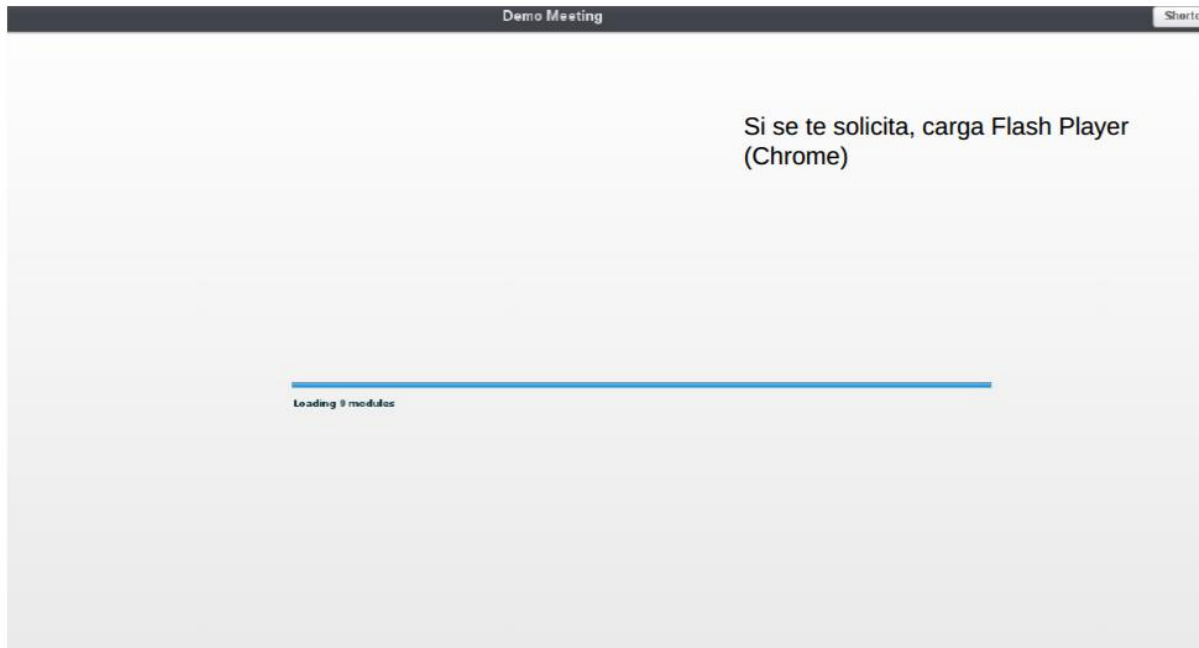 Demo Meeting
Si se te solicita, carga Flash Player
(Chrome)
Loading 9 modules